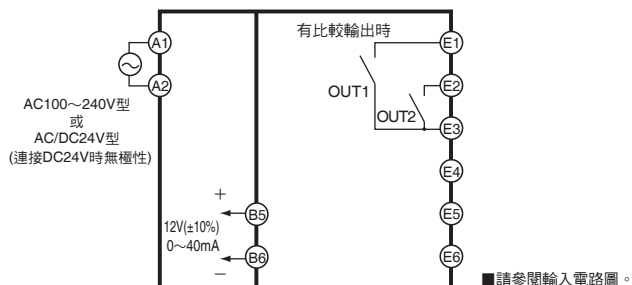 有比較輸出時
A1
A2
E1
E2
E3
E4
E5
E6
OUT1
OUT2
AC100～240V型
或
AC/DC24V型
(連接DC24V時無極性)
+
B5
12V(±10%)
0～40mA
B6
−
■請參閱輸入電路圖。